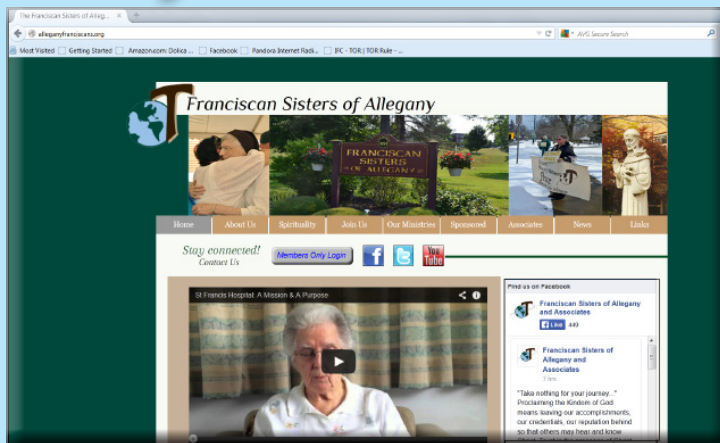 The Franciscan Sisters of Alleg...
alleganyfranciscans.org
AVG Secure Search
Most Visited Getting Started Amazon.com: Dolica ... Facebook Pandora Internet Radi... IFC - TOR | TOR Rule - ...
Franciscan Sisters of Allegany
FRANCISCAN
SISTERS
OF ALLEGANY
Home About Us Spirituality Join Us Our Ministries Sponsored Associates News Links
Stay connected!
Contact Us
Members Only Login
You
Tube
St Francis Hospital: A Mission & A Purpose
Find us on Facebook
Franciscan Sisters of Allegany
and Associates
Like 449
Franciscan Sisters of
Allegany and
Associates
7 hrs
"Take nothing for your journey..."
Proclaiming the Kingdom of God
means leaving our accomplishments,
our credentials, our reputation behind
so that others may hear and know